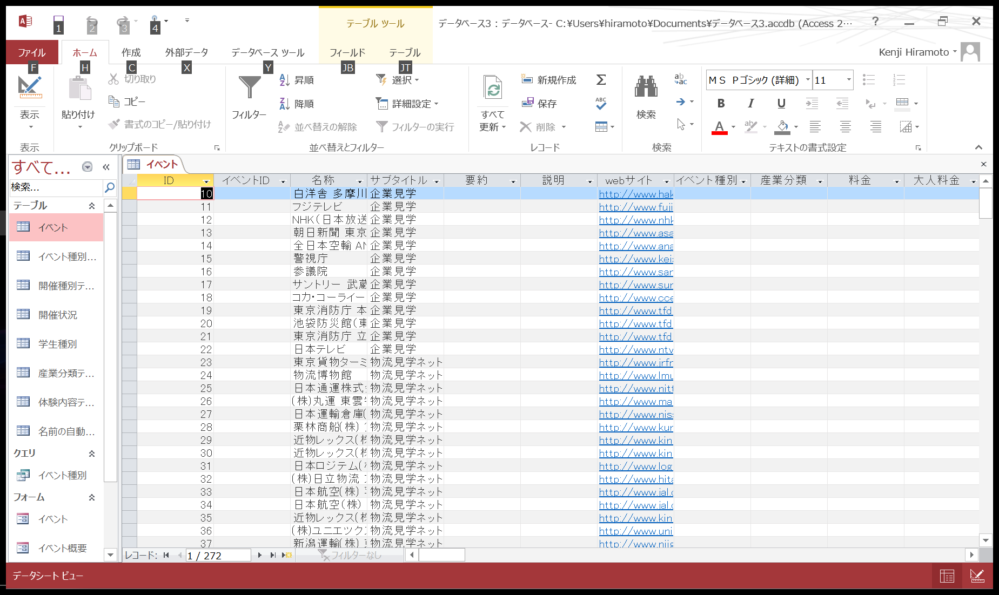 1
2
3
4
テーブル ツール
データベース3 : データベース- C:¥Users¥hiramoto¥Documents¥データベース3.accdb (Access 2…
?
ファイル ホーム 作成 外部データ データベース ツール フィールド テーブル
Kenji Hiramoto
F H C X Y JB JT
表示
表示
貼り付け
切り取り
コピー
書式のコピー/貼り付け
クリップボード
フィルター
昇順
降順
並べ替えの解除
選択
詳細設定
フィルターの実行
並べ替えとフィルター
すべて
更新
新規作成
保存
削除
レコード
検索
検索
MS Pゴシック (詳細) 11
B I U
テキストの書式設定
すべて...
検索...
テーブル
イベント
イベント種別...
開催種別テ...
開催状況
学生種別
産業分類テ...
体験内容テ...
名前の自動...
クエリ
イベント種別
フォーム
イベント
イベント概要
イベント
ID イベントID 名称 サブタイトル 要約 説明 webサイト イベント種別 産業分類 料金 大人料金
10 白洋舎 多摩川 企業見学 http://www.hak
11 フジテレビ 企業見学 http://www.fuji
12 NHK(日本放送 企業見学 http://www.nhk
13 朝日新聞 東京 企業見学 http://www.asa
14 全日本空輸 AN 企業見学 http://www.ana
15 警視庁 企業見学 http://www.keis
16 参議院 企業見学 http://www.san
17 サントリー 武蔵 企業見学 http://www.sun
18 コカ・コーライー 企業見学 http://www.cce
19 東京消防庁 本 企業見学 http://www.tfd
20 池袋防災館(東 企業見学 http://www.tfd
21 東京消防庁 立 企業見学 http://www.tfd
22 日本テレビ 企業見学 http://www.ntv
23 東京貨物ターミ 物流見学ネット http://www.jrfr
24 物流博物館 物流見学ネット http://www.lmu
25 日本通運株式会 物流見学ネット http://www.nitt
26 (株)丸運 東雲 物流見学ネット http://www.ma
27 日本運輸倉庫( 物流見学ネット http://www.niss
28 栗林商船(株) 物流見学ネット http://www.kur
29 近物レックス(株 物流見学ネット http://www.kin
30 近物レックス(株 物流見学ネット http://www.kin
31 日本ロジテム(株 物流見学ネット http://www.log
32 (株)日立物流 物流見学ネット http://www.hita
33 日本航空(株) 物流見学ネット http://www.jal.c
34 日本航空(株) 物流見学ネット http://www.jal.c
35 近物レックス(株 物流見学ネット http://www.kin
36 (株)ユニエツクス 物流見学ネット http://www.uni
37 新潟運輸(株) 物流見学ネット http://www.niig
レコード: 1 / 272 フィルターなし
データシート ビュー